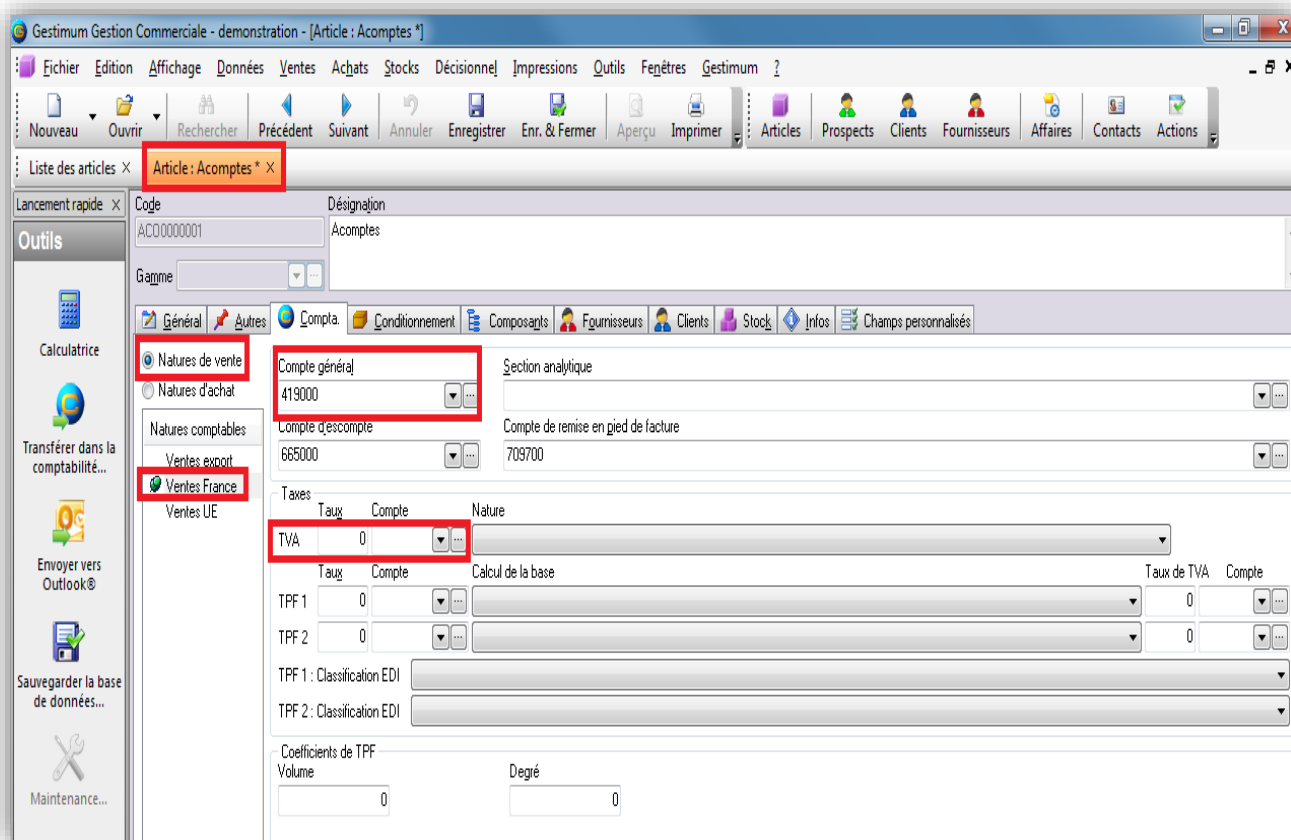 Gestimum Gestion Commerciale - demonstration - [Article : Acomptes *]
Fichier Edition Affichage Données Ventes Achats Stocks Décisionnel Impressions Outils Fenêtres Gestimum ?
Nouveau Ouvrir Rechercher Précédent Suivant Annuler Enregistrer Enr. & Fermer Aperçu Imprimer Articles Prospects Clients Fournisseurs Affaires Contacts Actions
Liste des articles X Article : Acomptes * X
Lancement rapide X
Outils
Calculatrice
Transférer dans la
comptabilité...
Envoyer vers
Outlook®
Sauvegarder la base
de données...
Maintenance...
Code Désignation
ACO0000001 Acomptes
Gamme
Général Autres Compta. Conditionnement Composants Fournisseurs Clients Stock Infos Champs personnalisés
Natures de vente
Natures d'achat
Natures comptables
Ventes export
Ventes France
Ventes UE
Compte général Section analytique
419000
Compte d'escompte Compte de remise en pied de facture
665000 709700
Taxes
Taux Compte Nature
TVA 0
Taux Compte Calcul de la base Taux de TVA Compte
TPF 1 0 0
TPF 2 0 0
TPF 1 : Classification EDI
TPF 2 : Classification EDI
Coefficients de TPF
Volume Degré
0 0